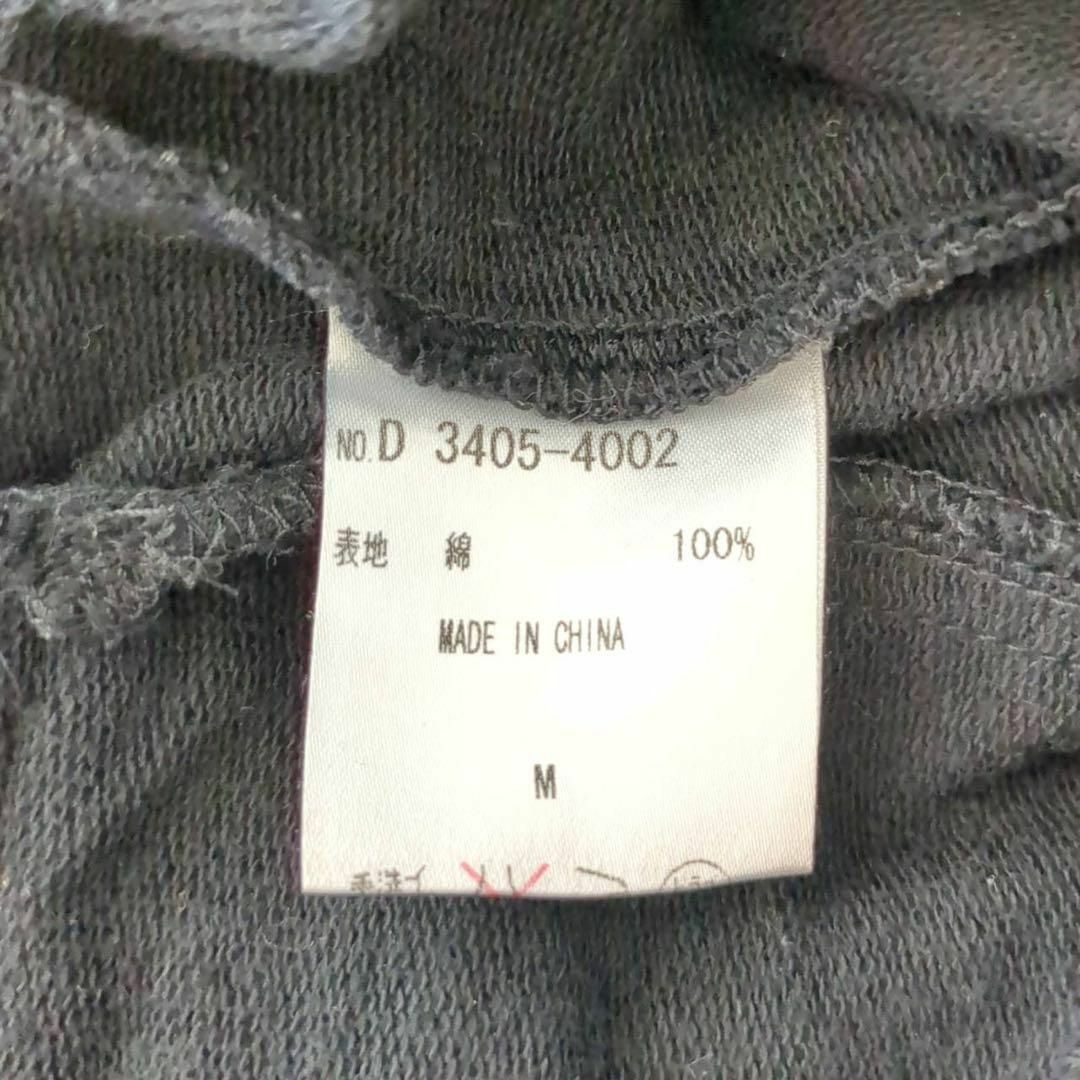 NO. D 3405-4002
表地 綿 100%
MADE IN CHINA
M